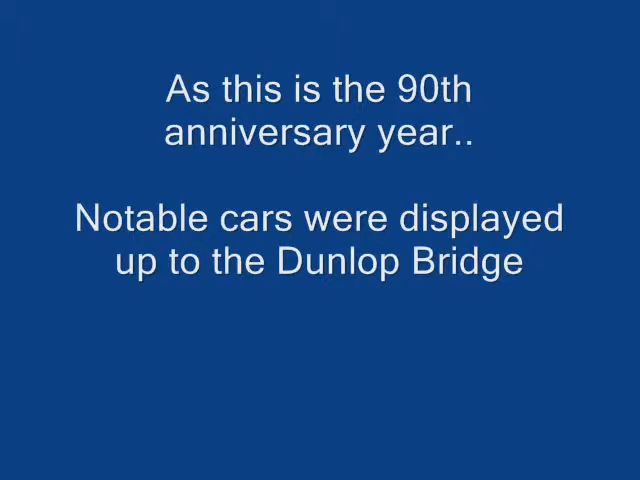 As this is the 90th
anniversary year..
Notable cars were displayed
up to the Dunlop Bridge